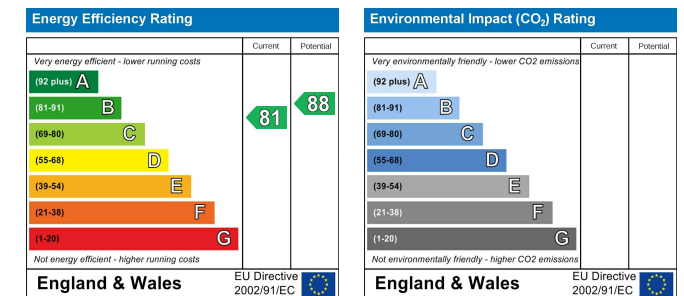 Energy Efficiency Rating
Current Potential
Very energy efficient - lower running costs
(92 plus) A
(81-91) B
(69-80) C
(55-68) D
(39-54) E
(21-38) F
(1-20) G
81
88
Not energy efficient - higher running costs
England & Wales
EU Directive
2002/91/EC
Environmental Impact (CO2) Rating
Current Potential
Very environmentally friendly - lower CO2 emissions
(92 plus) A
(81-91) B
(69-80) C
(55-68) D
(39-54) E
(21-38) F
(1-20) G
Not environmentally friendly - higher CO2 emissions
England & Wales
EU Directive
2002/91/EC